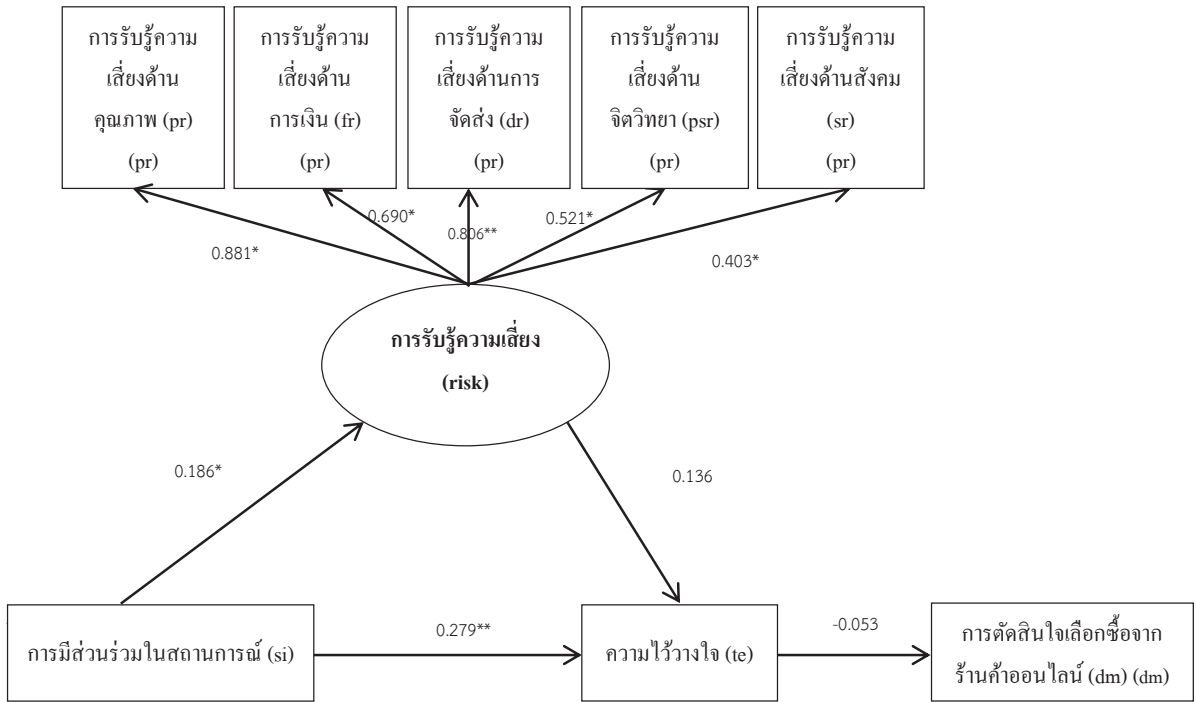 การรับรู้ความ
เสี่ยงด้าน
คุณภาพ (pr)
(pr)
การรับรู้ความ
เสี่ยงด้าน
การเงิน (fr)
(pr)
การรับรู้ความ
เสี่ยงด้านการ
จัดส่ง (dr)
(pr)
การรับรู้ความ
เสี่ยงด้าน
จิตวิทยา (psr)
(pr)
การรับรู้ความ
เสี่ยงด้านสังคม
(sr)
(pr)
0.881*
0.690*
0.806**
0.521*
0.403*
การรับรู้ความเสี่ยง
(risk)
0.186*
0.136
การมีส่วนร่วมในสถานการณ์ (si)
0.279**
ความไว้วางใจ (te)
-0.053
การตัดสินใจเลือกซื้อจาก
ร้านค้าออนไลน์ (dm) (dm)